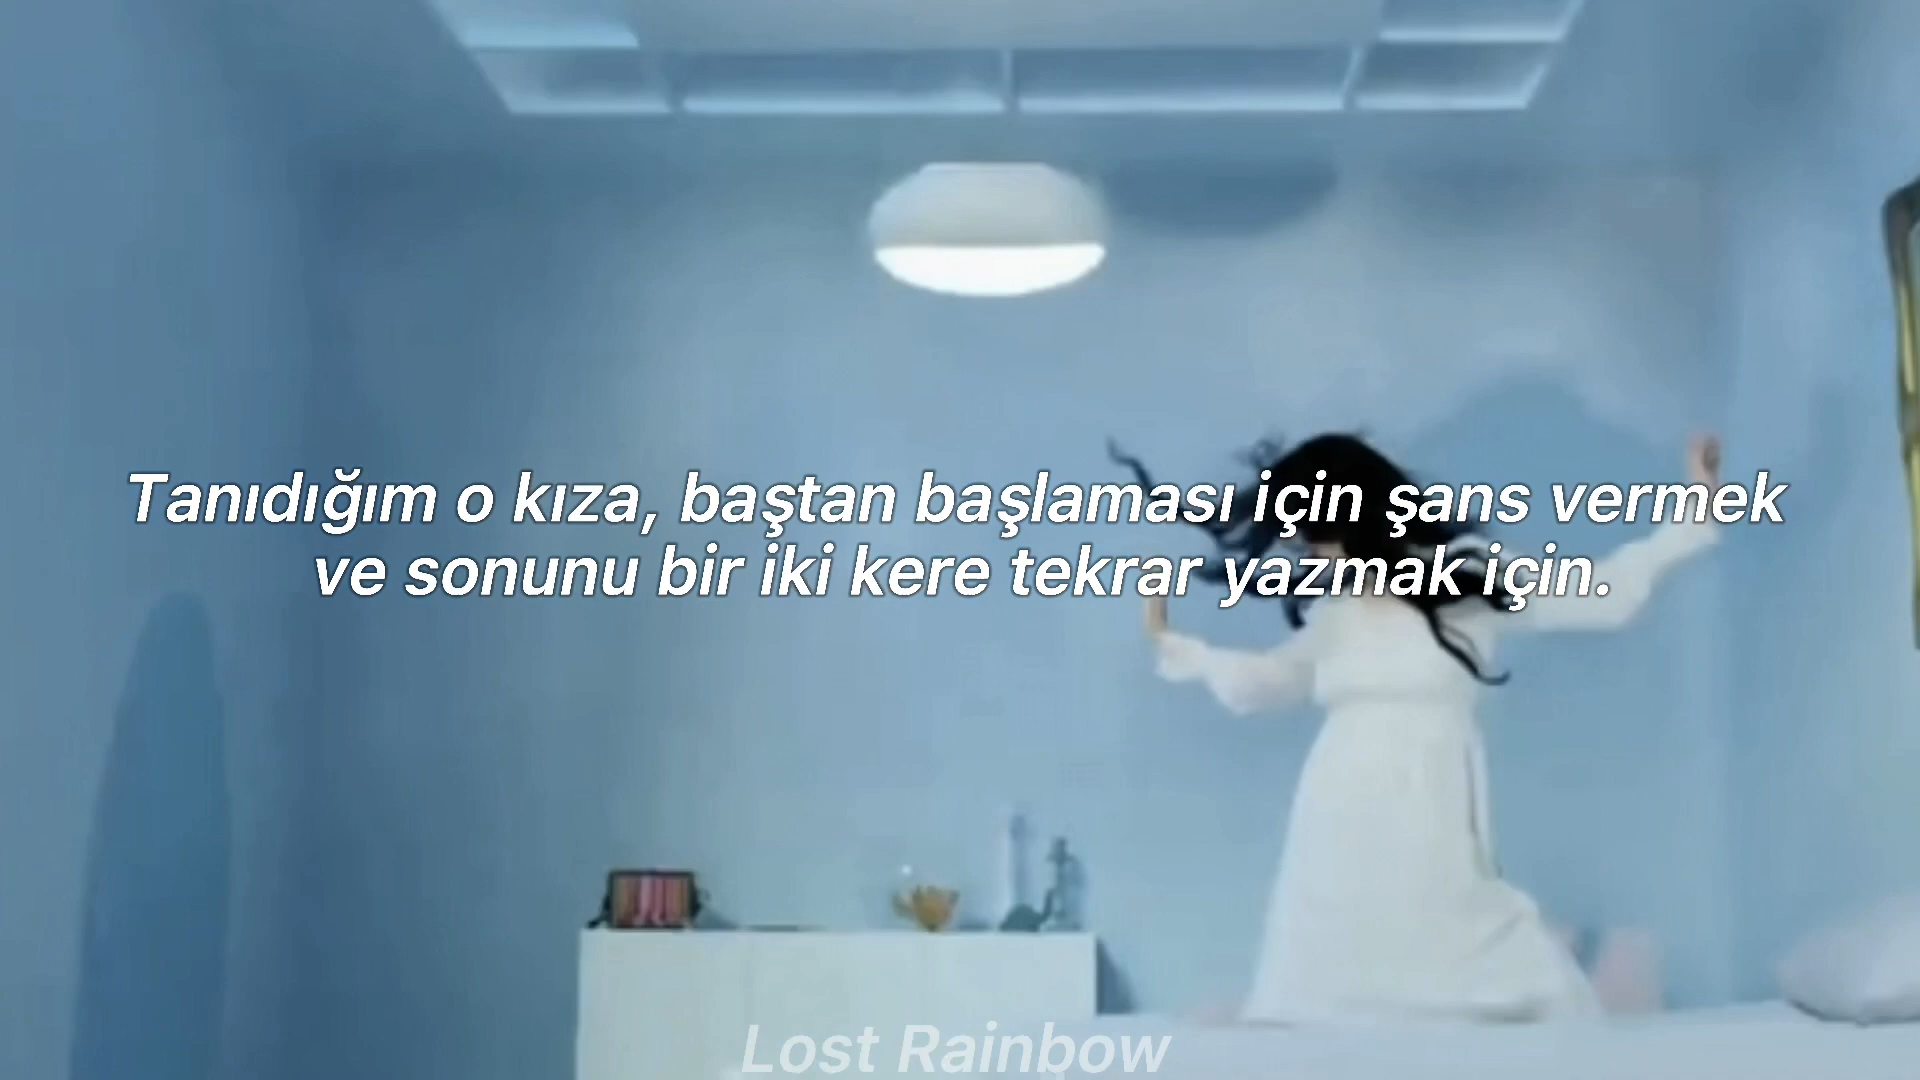 Tanıdığım o kıza, baştan başlaması için şans vermek
ve sonunu bir iki kere tekrar yazmak için.
Lost Rainbow